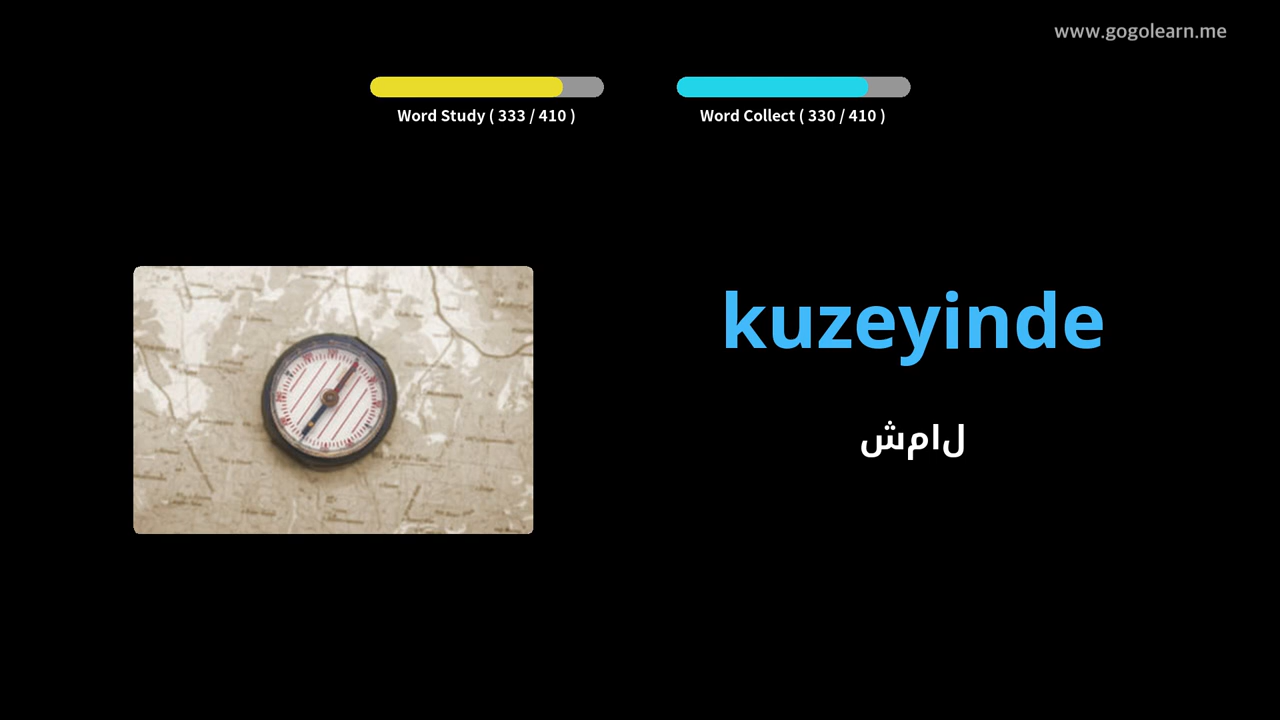 www.gogolearn.me
Word Study ( 333 / 410 )
Word Collect ( 330 / 410 )
kuzeyinde
شمال